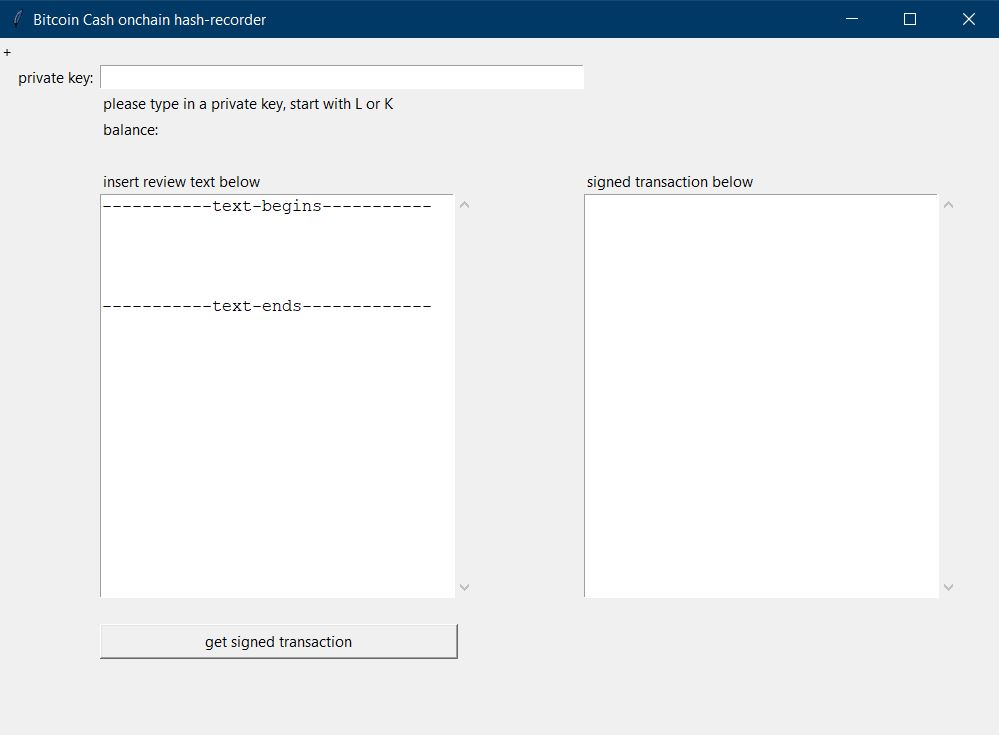 Bitcoin Cash onchain hash-recorder
+
private key:
please type in a private key, start with L or K
balance:
insert review text below
signed transaction below
-----------text-begins-----------
-----------text-ends-------------
get signed transaction